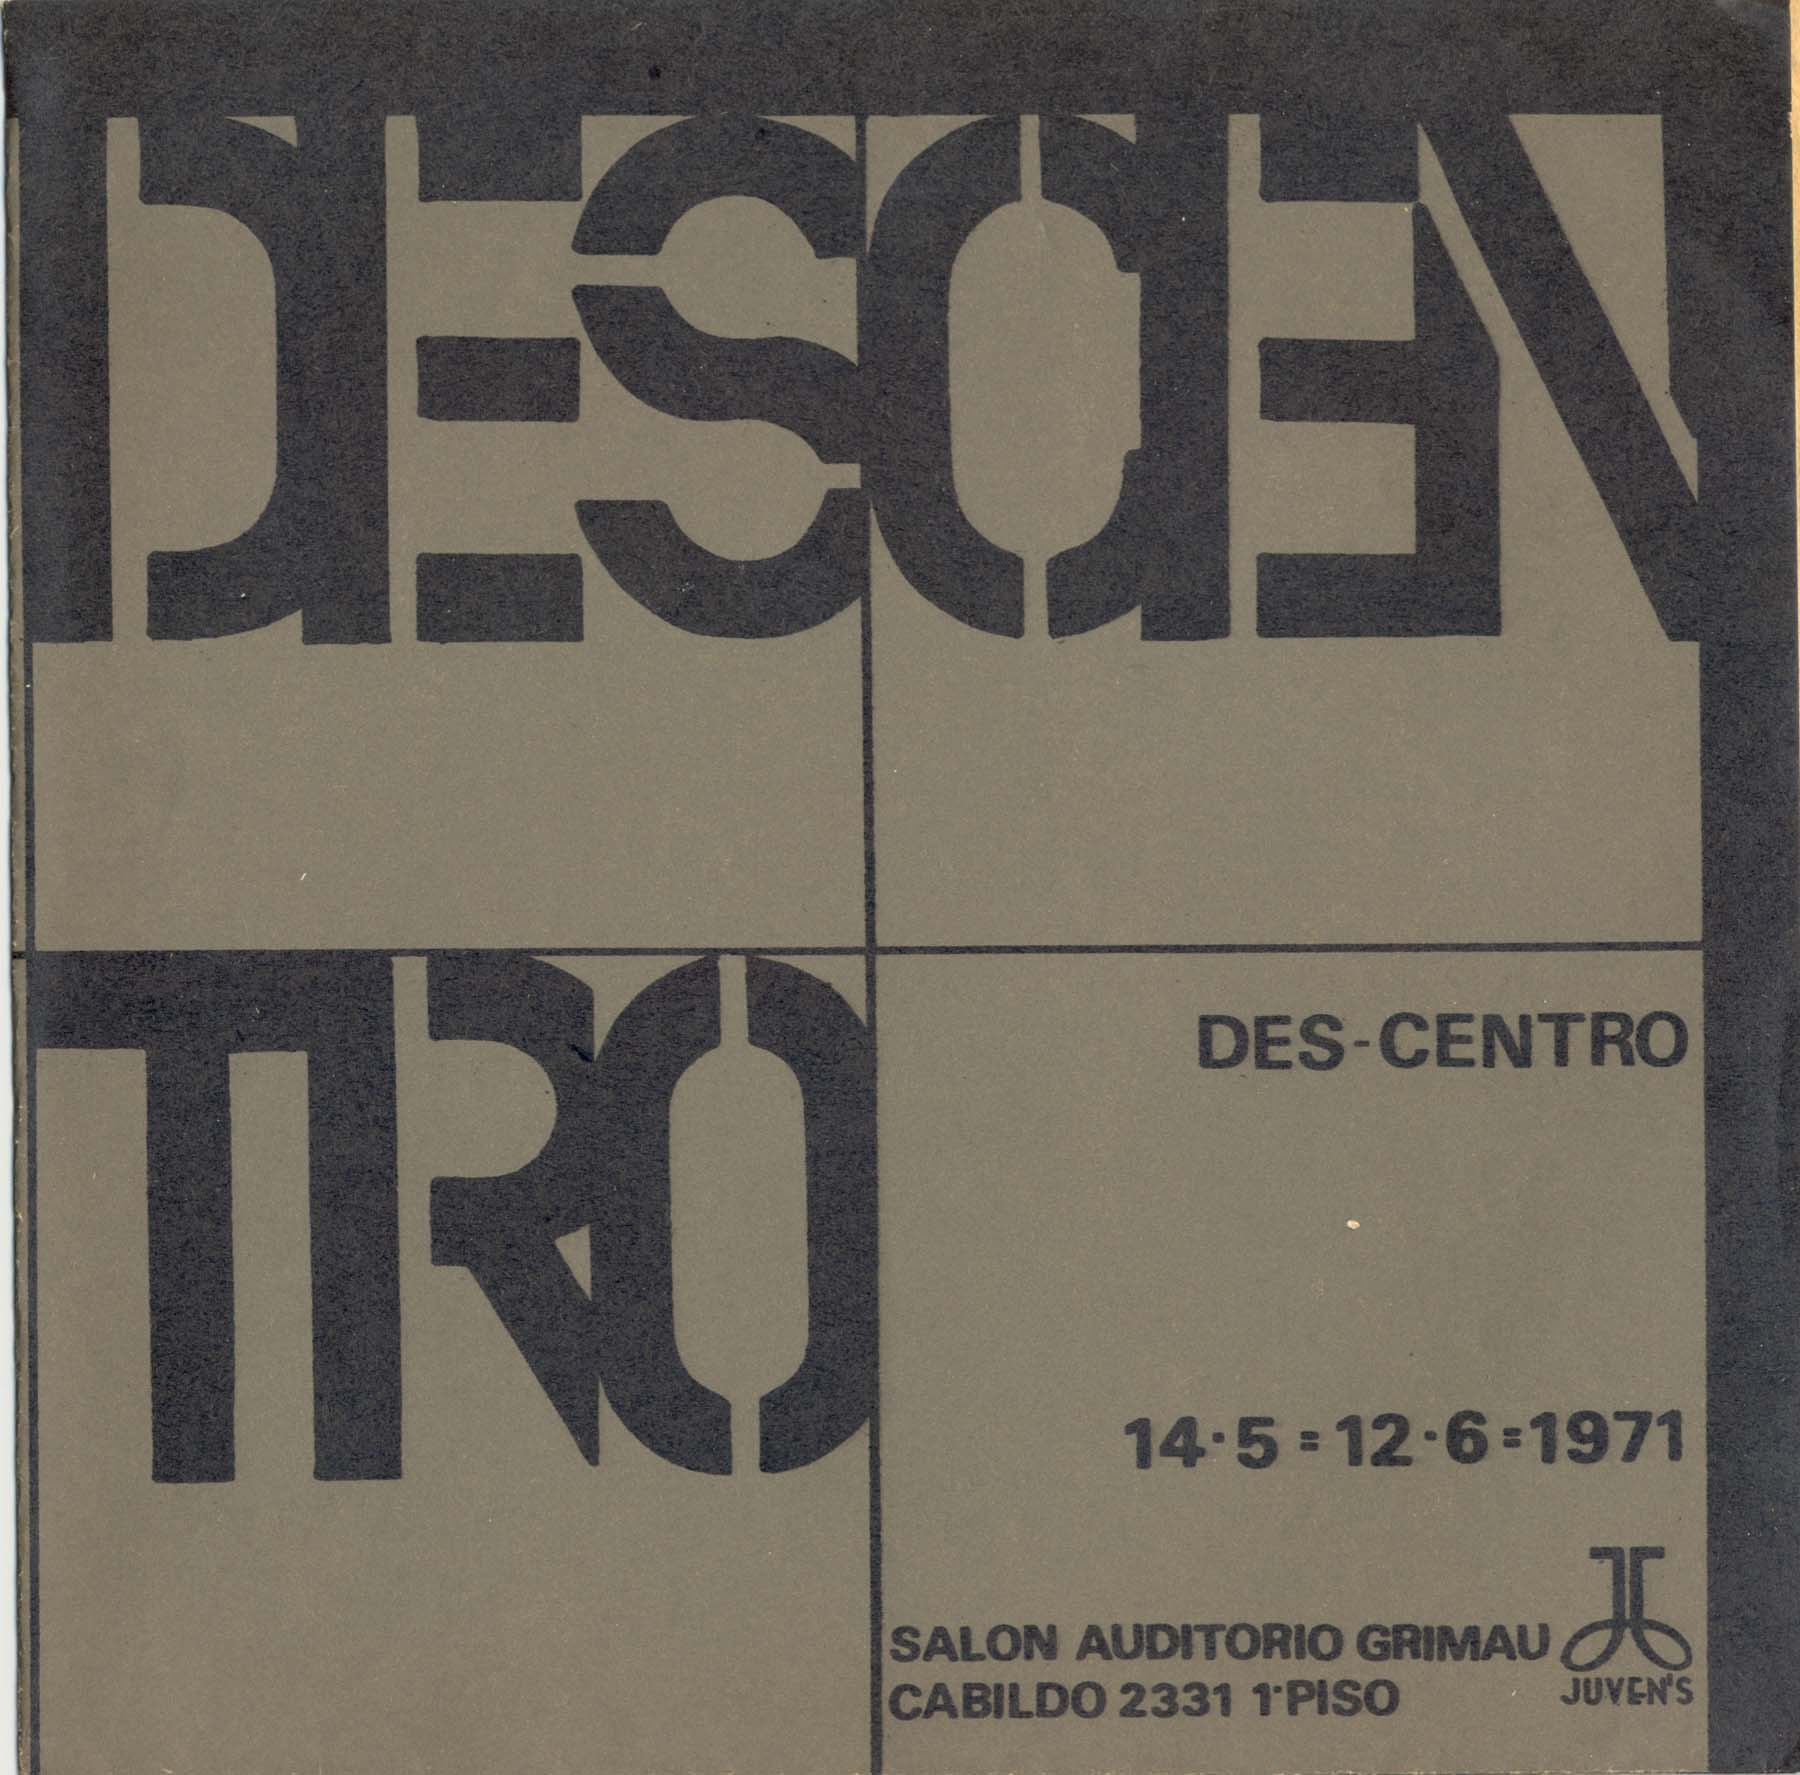 DESCEN
TRO
DES-CENTRO
14·5=12·6=1971
SALON AUDITORIO GRIMAU
CABILDO 2331 1·PISO
JUVEN'S